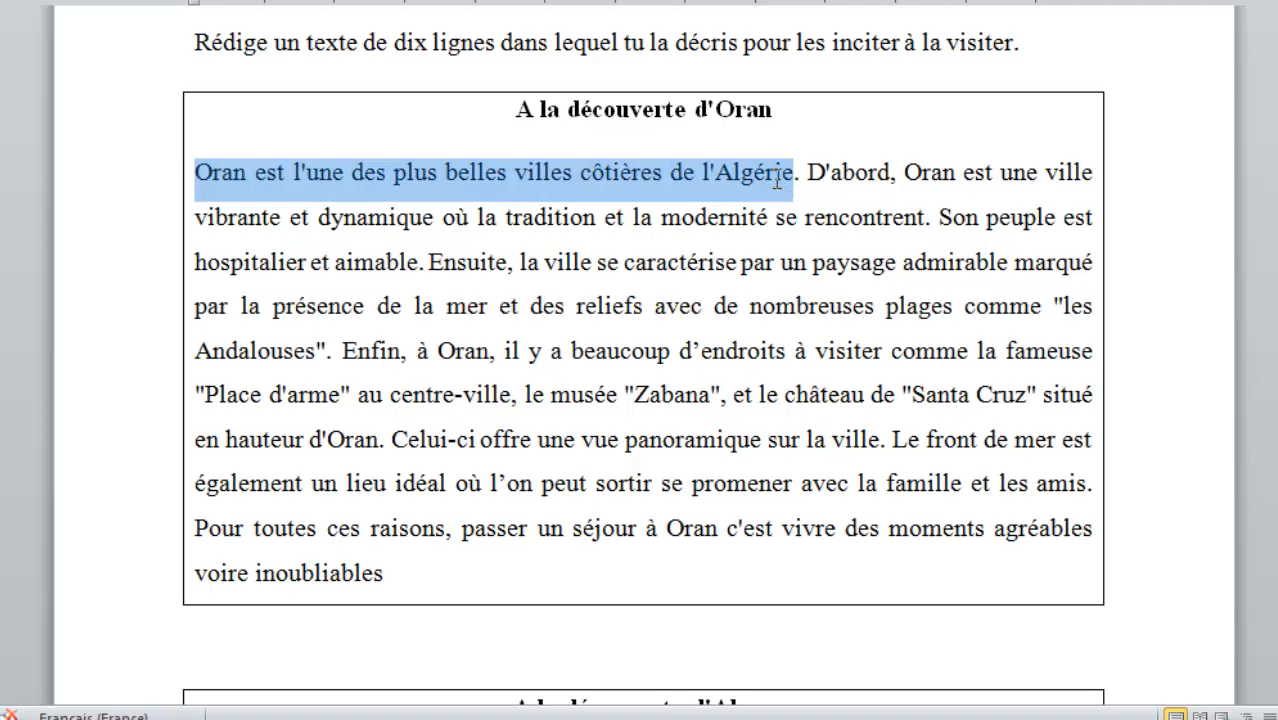 Rédige un texte de dix lignes dans lequel tu la décris pour les inciter à la visiter.
A la découverte d'Oran
Oran est l'une des plus belles villes côtières de l'Algérie. D'abord, Oran est une ville
vibrante et dynamique où la tradition et la modernité se rencontrent. Son peuple est
hospitalier et aimable. Ensuite, la ville se caractérise par un paysage admirable marqué
par la présence de la mer et des reliefs avec de nombreuses plages comme "les
Andalouses". Enfin, à Oran, il y a beaucoup d’endroits à visiter comme la fameuse
"Place d'arme" au centre-ville, le musée "Zabana", et le château de "Santa Cruz" situé
en hauteur d'Oran. Celui-ci offre une vue panoramique sur la ville. Le front de mer est
également un lieu idéal où l’on peut sortir se promener avec la famille et les amis.
Pour toutes ces raisons, passer un séjour à Oran c'est vivre des moments agréables
voire inoubliables
A la découverte
Français (France)